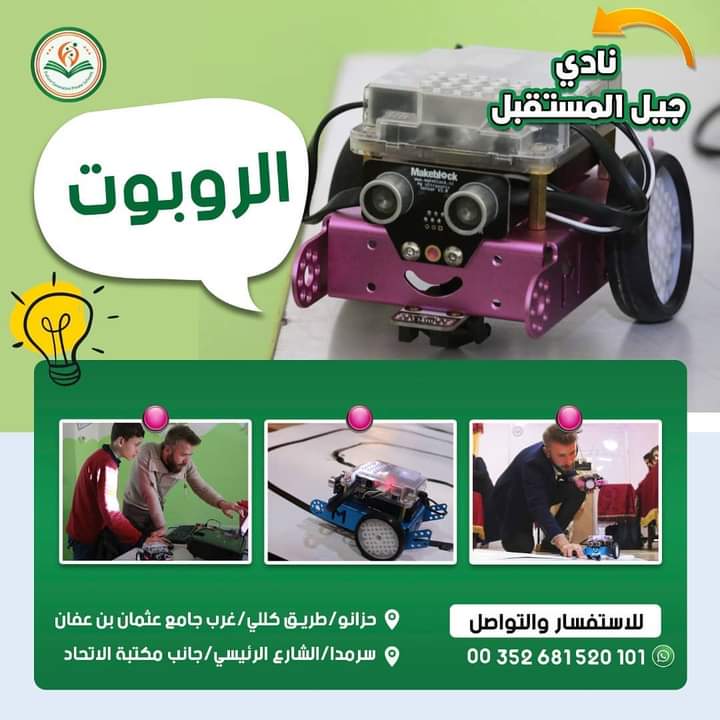 نادي
جيل المستقبل
الروبوت
Makeblock
للاستفسار والتواصل
00 352 681 520 101
حزانو/طريق كللي/غرب جامع عثمان بن عفان
سرمدا/الشارع الرئيسي/جانب مكتبة الاتحاد